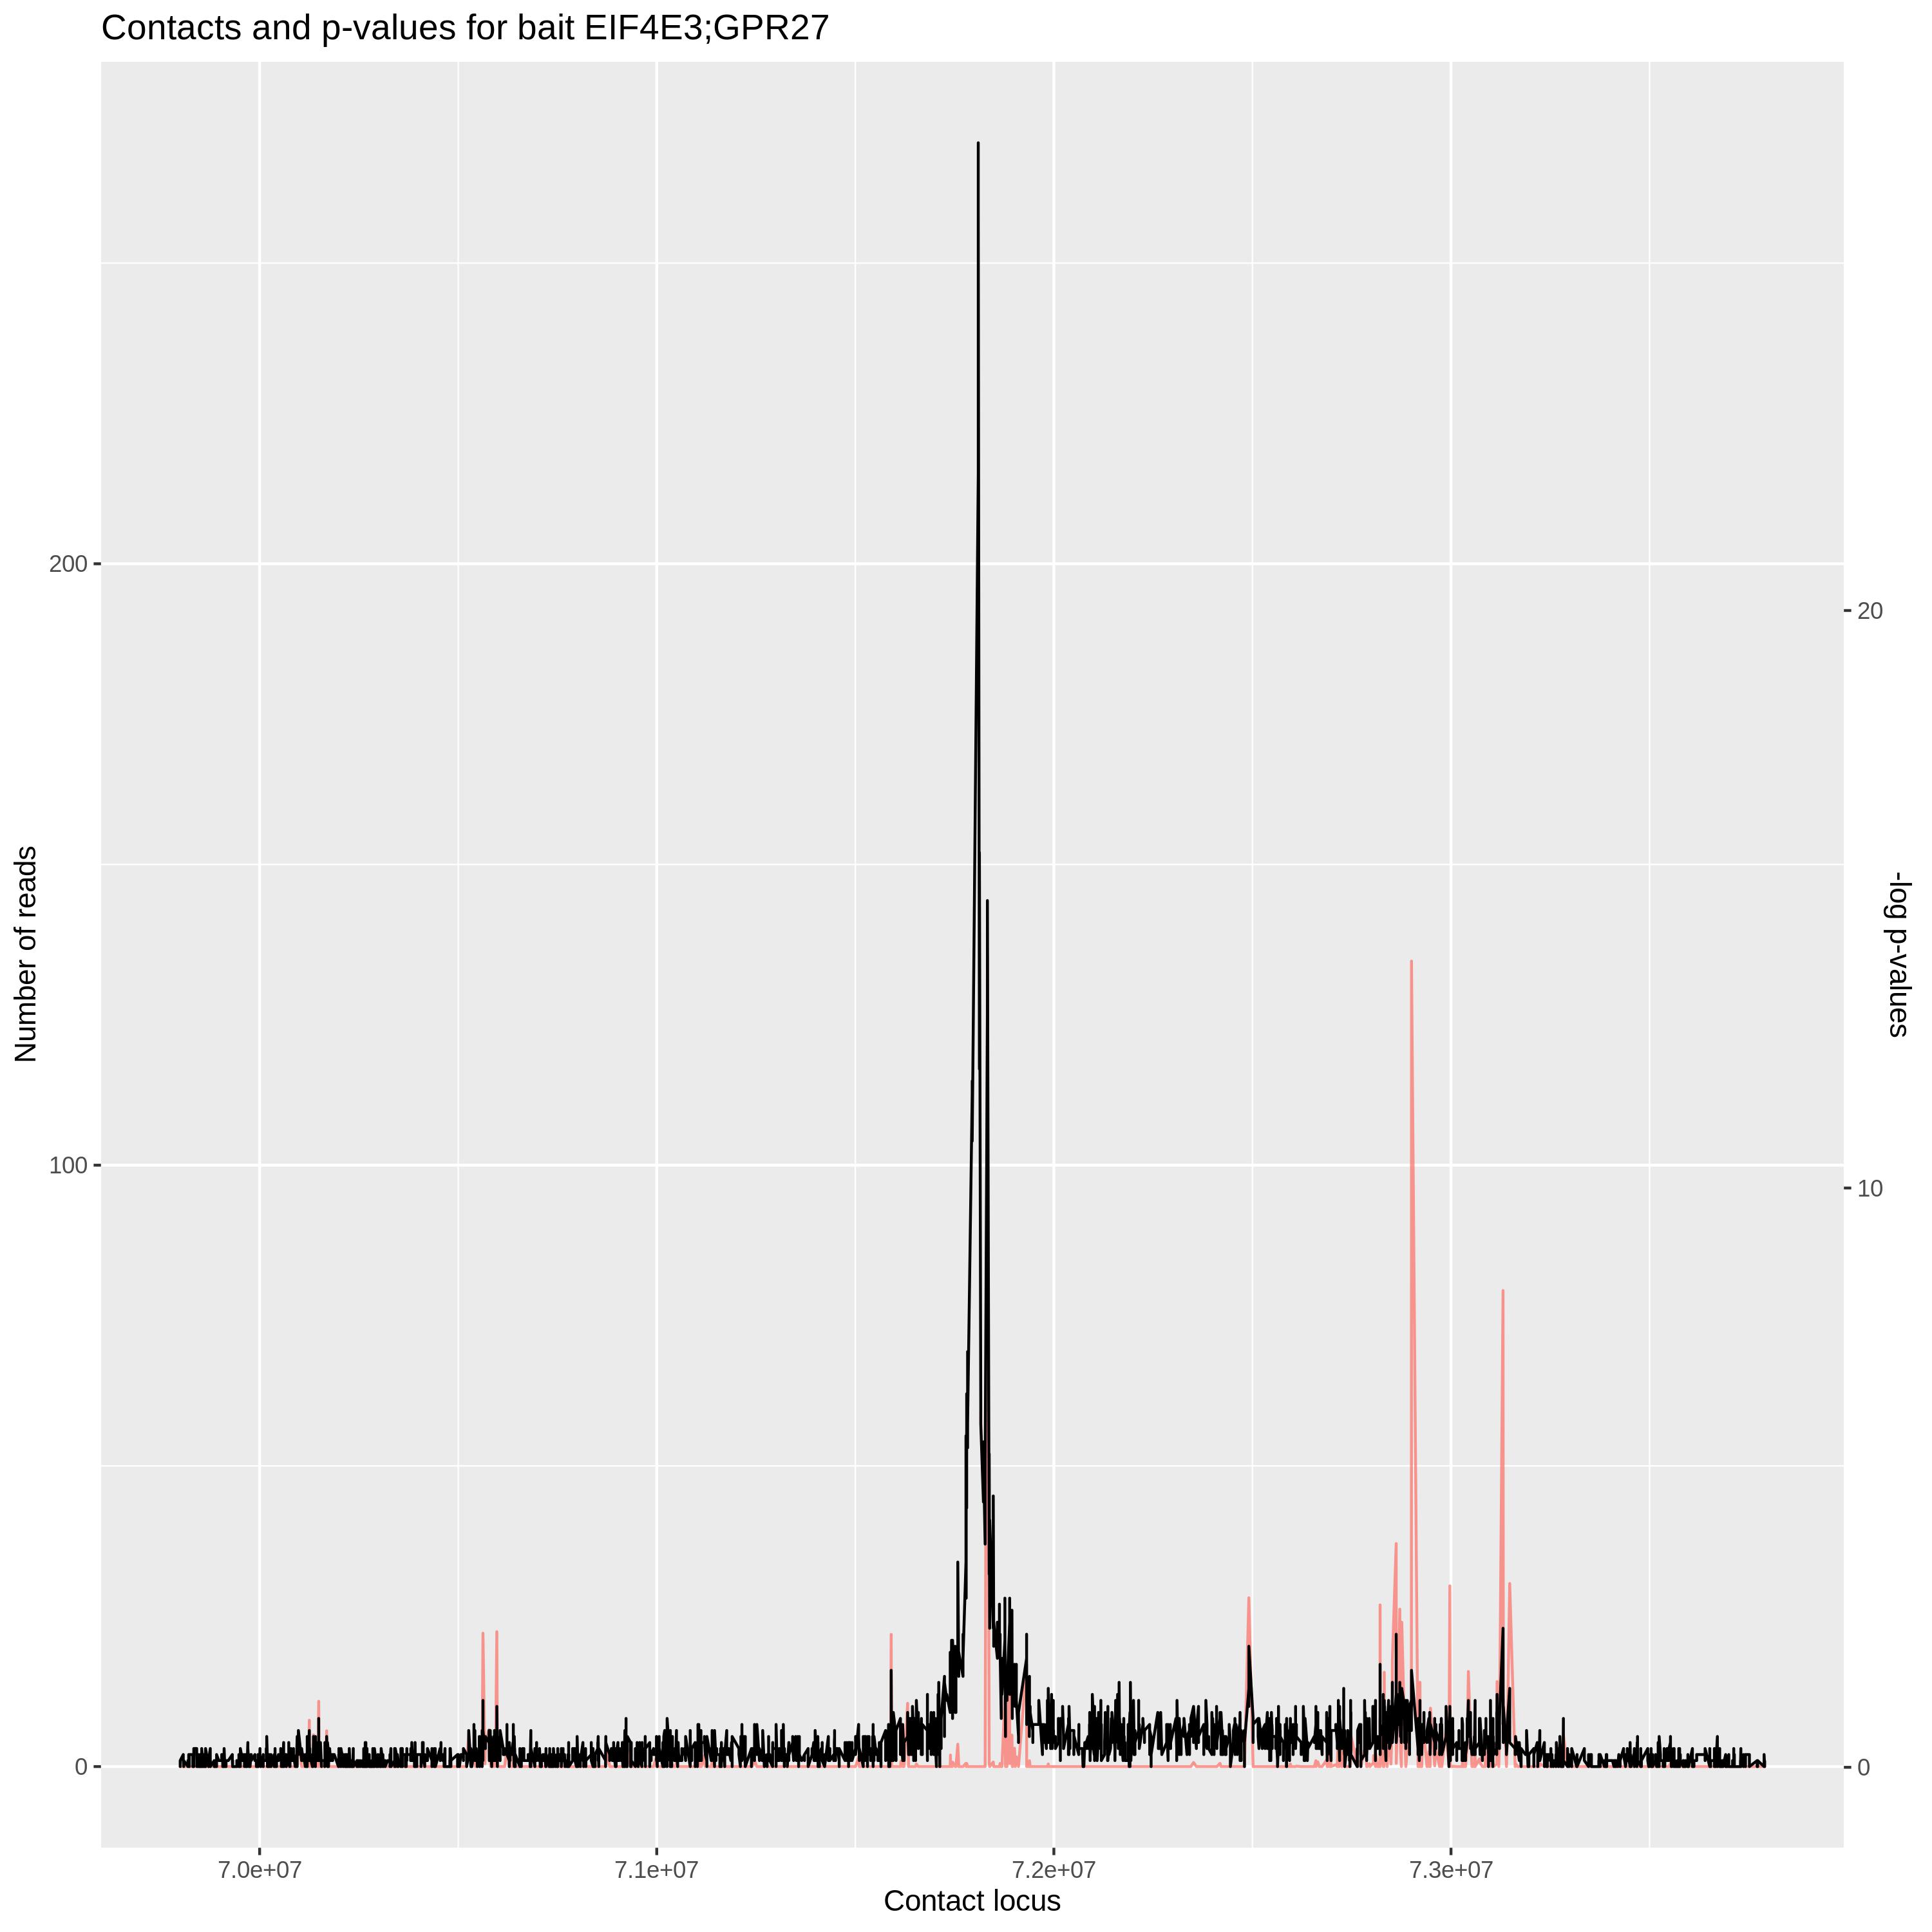 Contacts and p-values for bait EIF4E3;GPR27
Number of reads
200
100
0
-log p-values
20
10
0
7.0e+07
7.1e+07
7.2e+07
7.3e+07
Contact locus